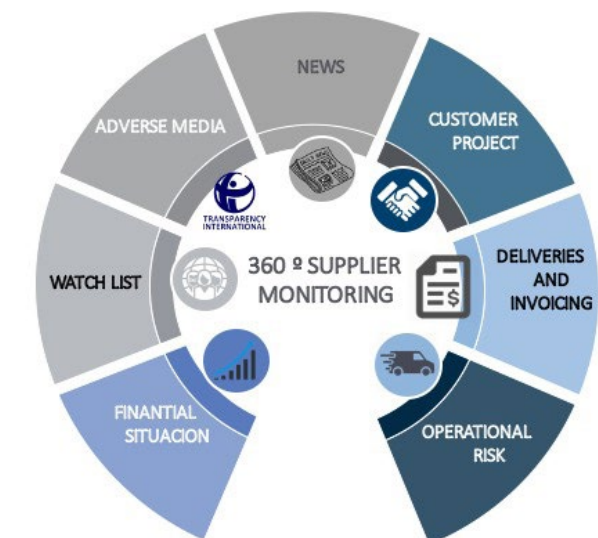 NEWS
ADVERSE MEDIA
CUSTOMER
PROJECT
TRANSPARENCY
INTERNATIONAL
WATCH LIST
360 º SUPPLIER
MONITORING
DELIVERIES
AND
INVOICING
$
FINANTIAL
SITUACION
OPERATIONAL
RISK